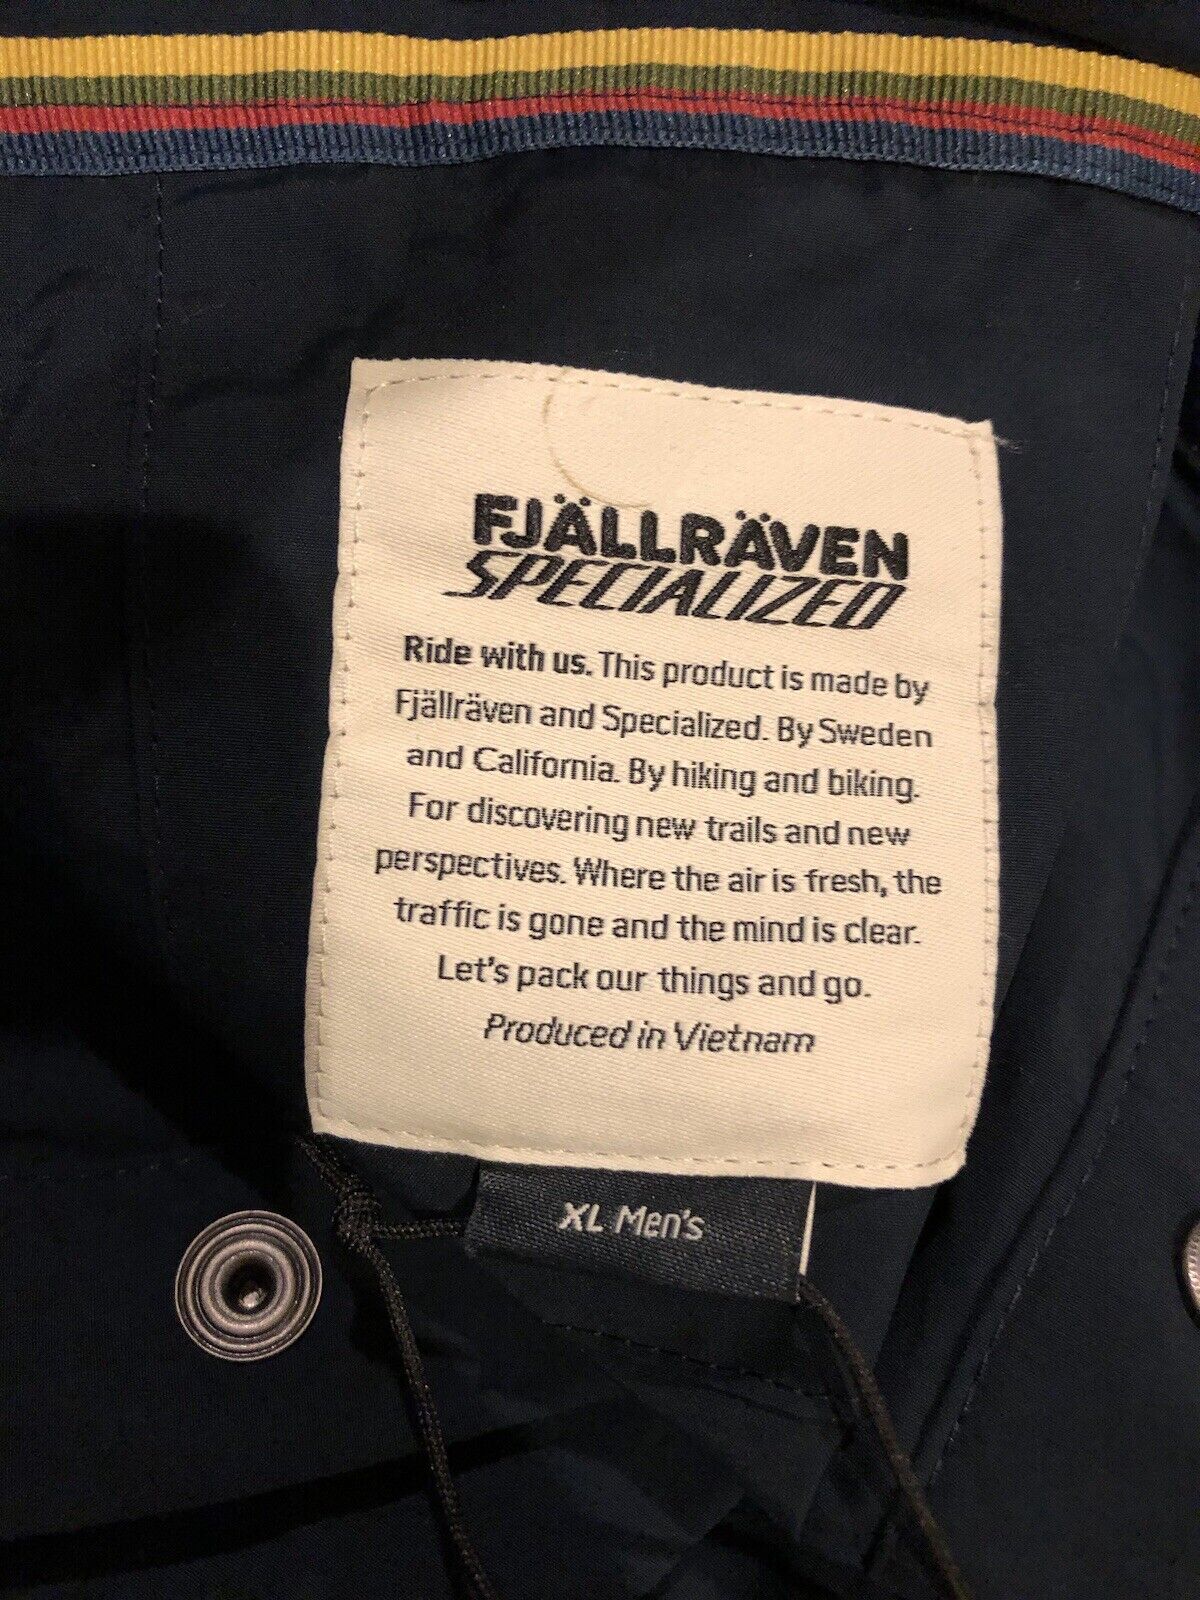 FJÄLLRÄVEN
SPECIALIZED
Ride with us. This product is made by
Fjällräven and Specialized. By Sweden
and California. By hiking and biking.
For discovering new trails and new
perspectives. Where the air is fresh, the
traffic is gone and the mind is clear.
Let's pack our things and go.
Produced in Vietnam
XL Men's